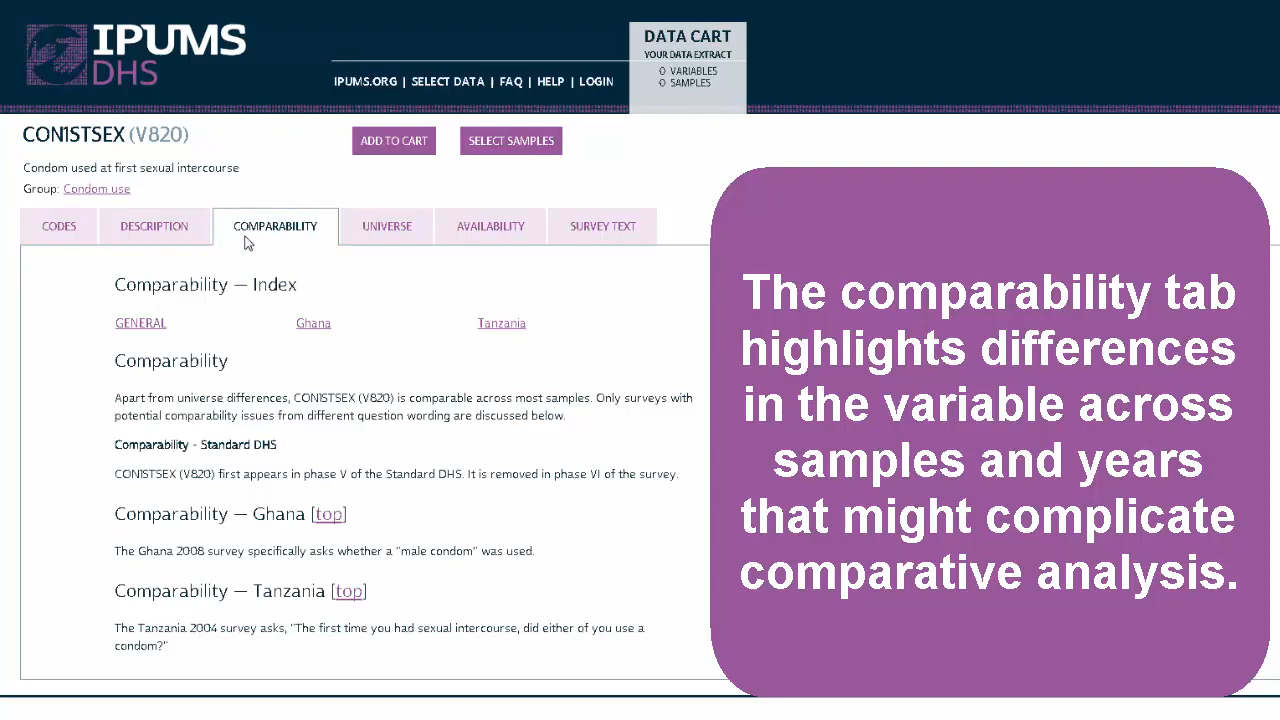 IPUMS
DHS
IPUMS.ORG | SELECT DATA | FAQ | HELP | LOGIN
DATA CART
YOUR DATA EXTRACT
0 VARIABLES
0 SAMPLES
CON1STSEX (V820)
ADD TO CART
SELECT SAMPLES
Condom used at first sexual intercourse
Group: Condom use
CODES
DESCRIPTION
COMPARABILITY
UNIVERSE
AVAILABILITY
SURVEY TEXT
Comparability — Index
GENERAL
Ghana
Tanzania
Comparability
Apart from universe differences, CON1STSEX (V820) is comparable across most samples. Only surveys with
potential comparability issues from different question wording are discussed below.
Comparability - Standard DHS
CON1STSEX (V820) first appears in phase V of the Standard DHS. It is removed in phase VI of the survey.
Comparability — Ghana [top]
The Ghana 2008 survey specifically asks whether a "male condom" was used.
Comparability — Tanzania [top]
The Tanzania 2004 survey asks, "The first time you had sexual intercourse, did either of you use a
condom?"
The comparability tab
highlights differences
in the variable across
samples and years
that might complicate
comparative analysis.